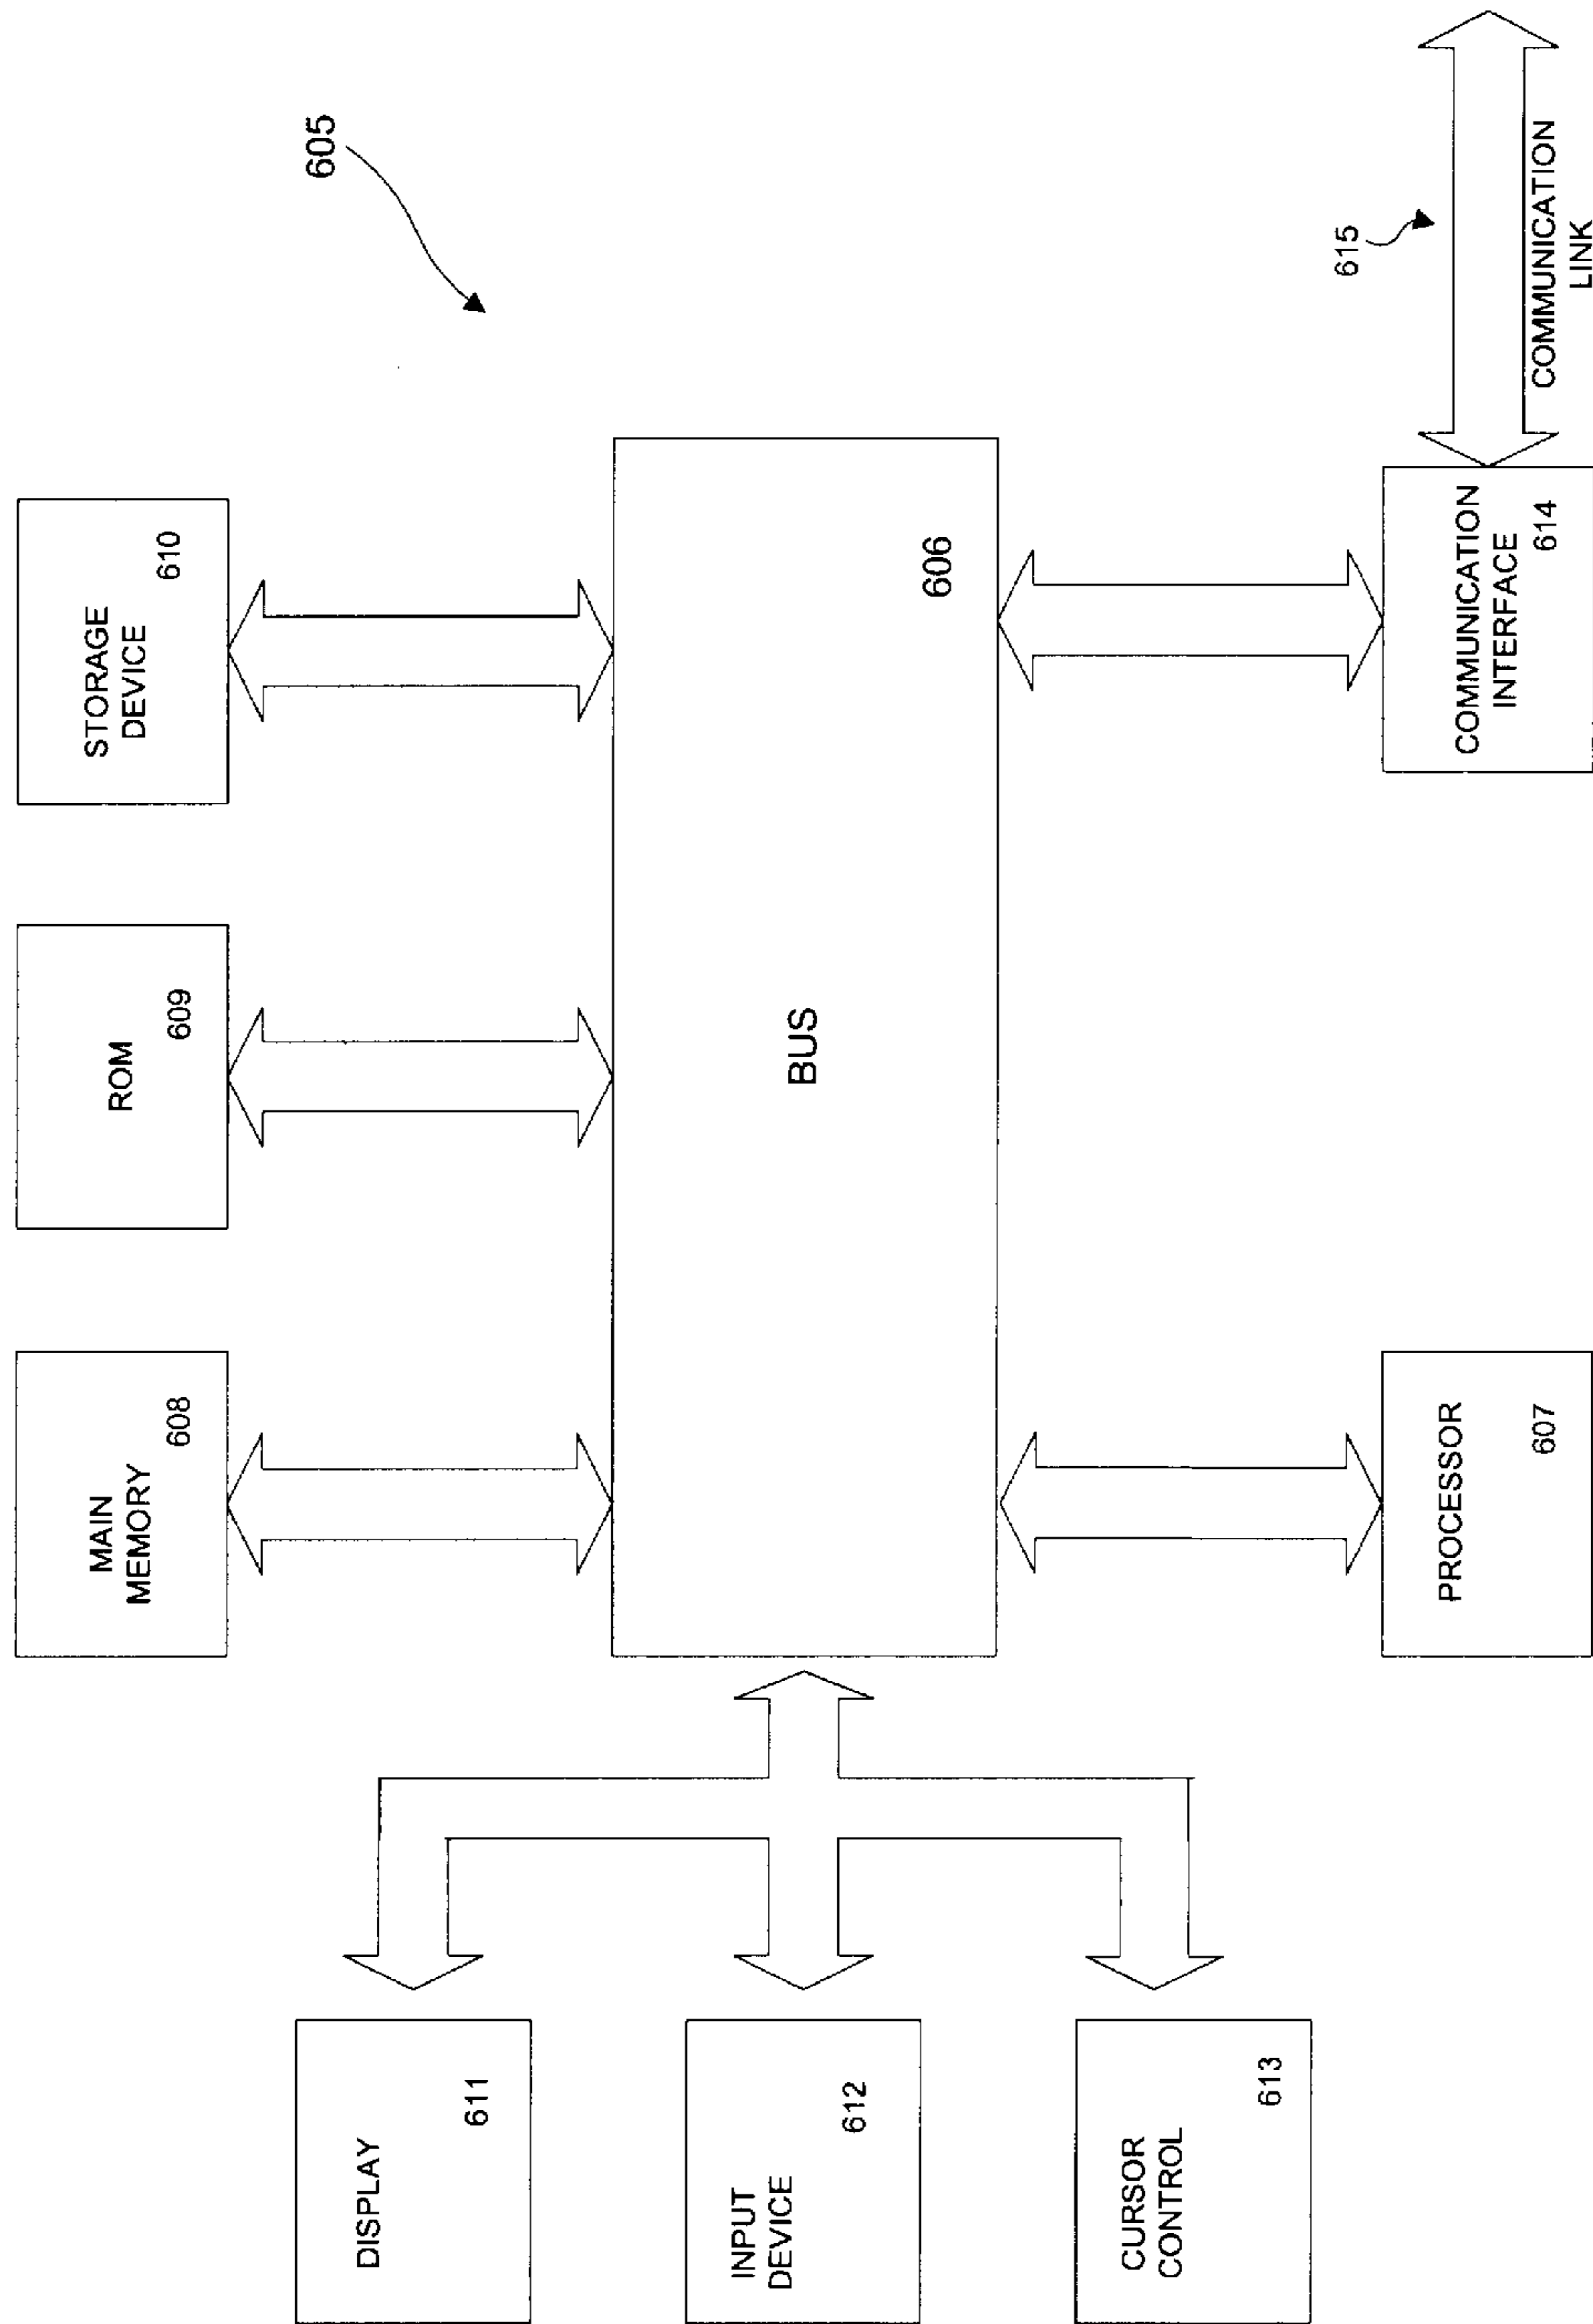 605
MAIN
MEMORY
608
ROM
609
STORAGE
DEVICE
610
DISPLAY
611
INPUT
DEVICE
612
CURSOR
CONTROL
613
BUS
606
PROCESSOR
607
COMMUNICATION
INTERFACE
614
615
COMMUNICATION
LINK